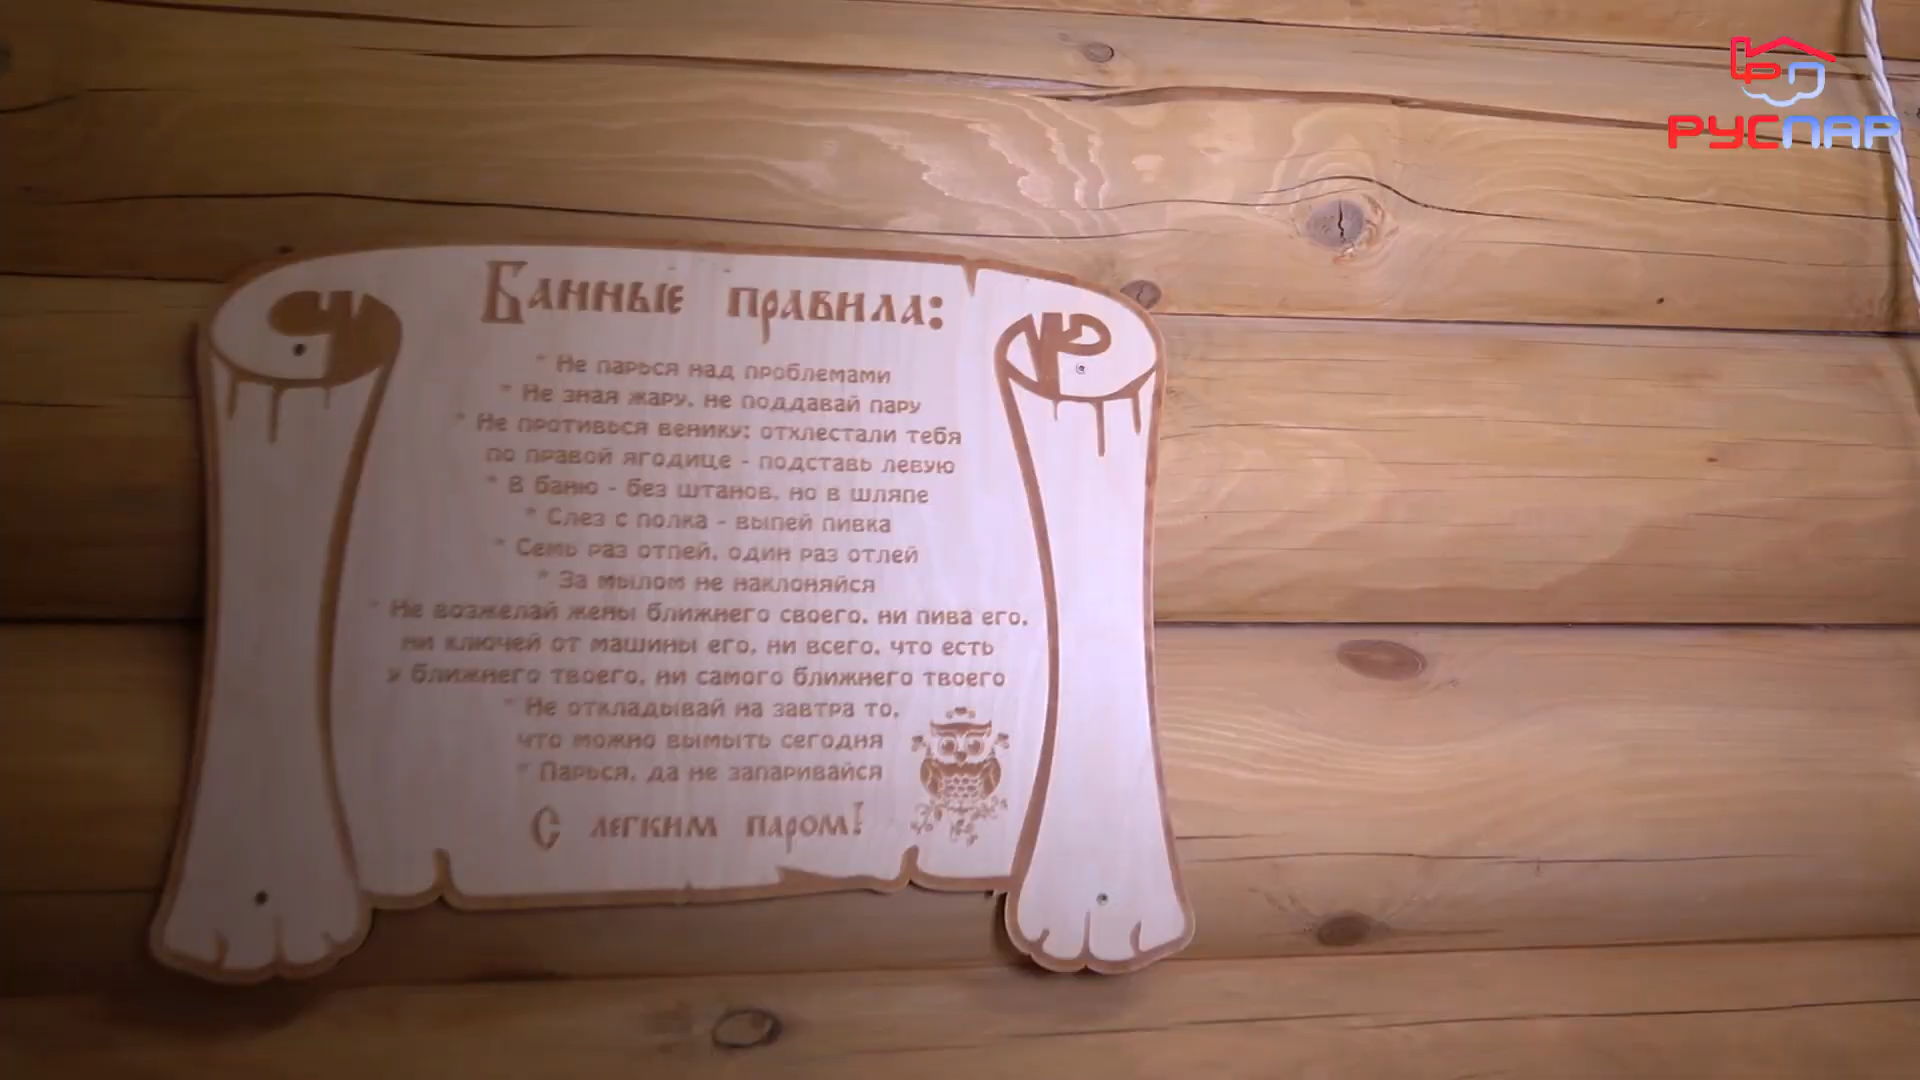 РУСПАР
Банные правила:
* Не парься над проблемами
* Не зная жару, не поддавай пару
* Не противься венику: отхлестали тебя
по правой ягодице - подставь левую
* В баню - без штанов, но в шляпе
* Слез с полка - выпей пивка
* Семь раз отпей, один раз отлей
* За мылом не наклоняйся
* Не возжелай жены ближнего своего, ни пива его,
ни ключей от машины его, ни всего, что есть
у ближнего твоего, ни самого ближнего твоего
* Не откладывай на завтра то,
что можно вымыть сегодня
* Парься, да не запаривайся
С легким паром!